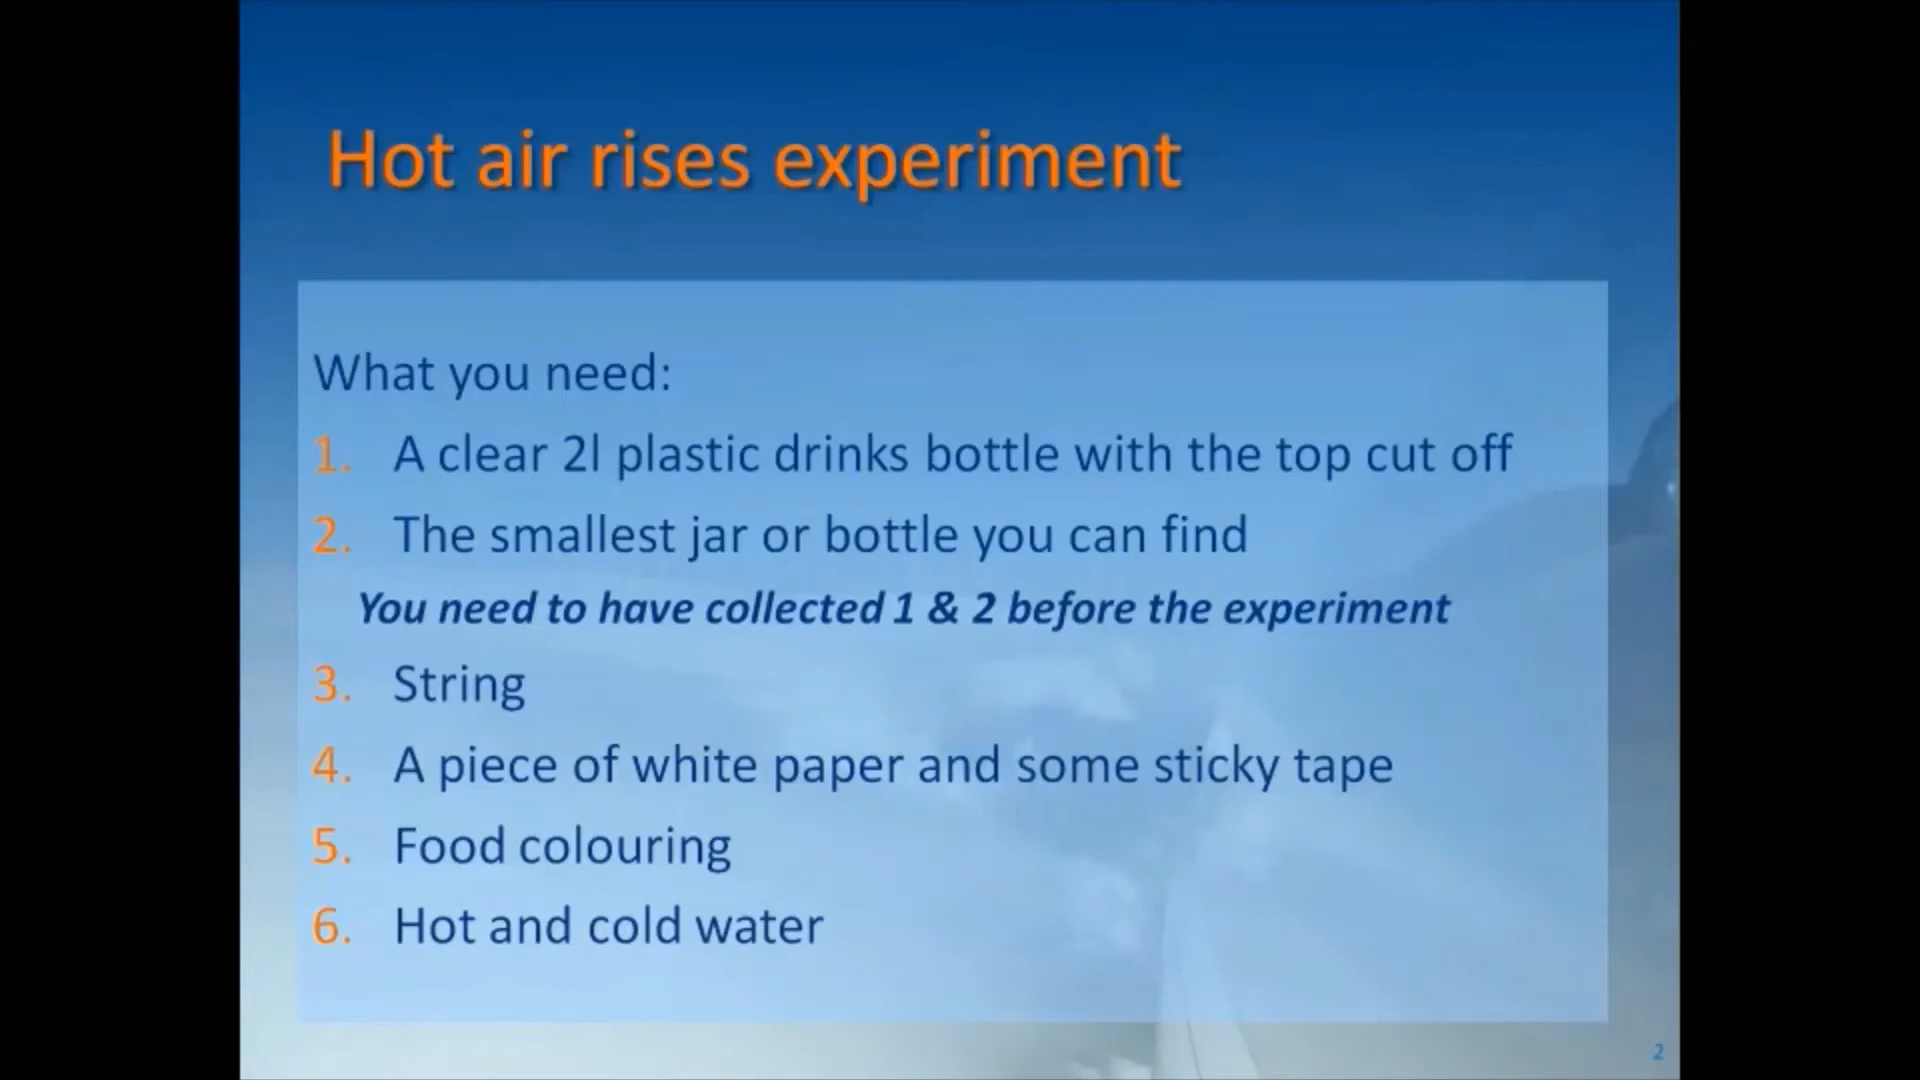 Hot air rises experiment
What you need:
1. A clear 2l plastic drinks bottle with the top cut off
2. The smallest jar or bottle you can find
You need to have collected 1 & 2 before the experiment
3. String
4. A piece of white paper and some sticky tape
5. Food colouring
6. Hot and cold water
2